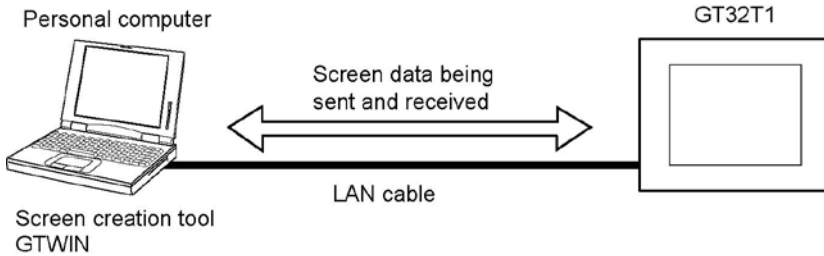 Personal computer
GT32T1
Screen data being
sent and received
LAN cable
Screen creation tool
GTWIN